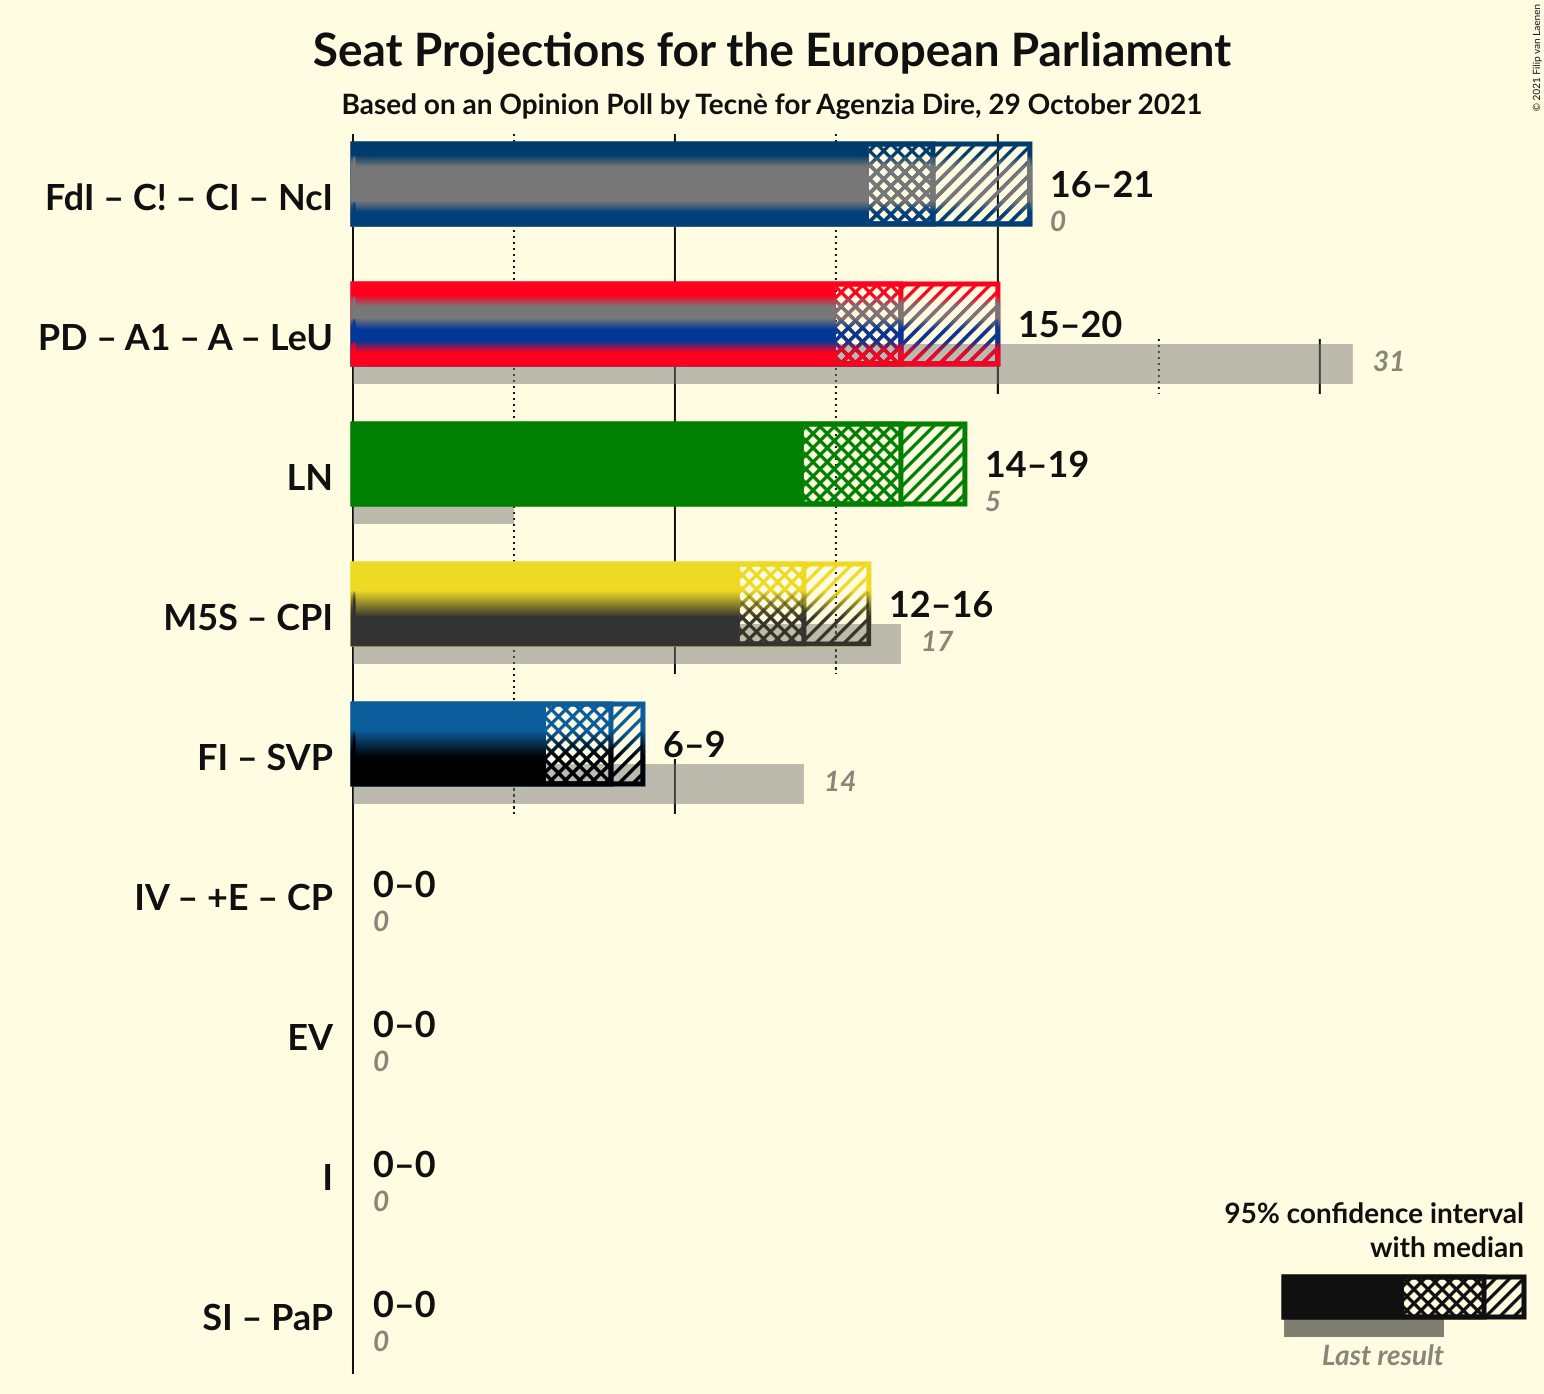 Seat Projections for the European Parliament
Based on an Opinion Poll by Tecnè for Agenzia Dire, 29 October 2021
© 2021 Filip van Laenen
FdI – C! – CI – NcI
16–21
0
PD – A1 – A – LeU
15–20
31
LN
14–19
5
M5S – CPI
12–16
17
FI – SVP
6–9
14
IV – +E – CP
0–0
0
EV
0–0
0
I
0–0
0
SI – PaP
0–0
0
95% confidence interval
with median
Last result